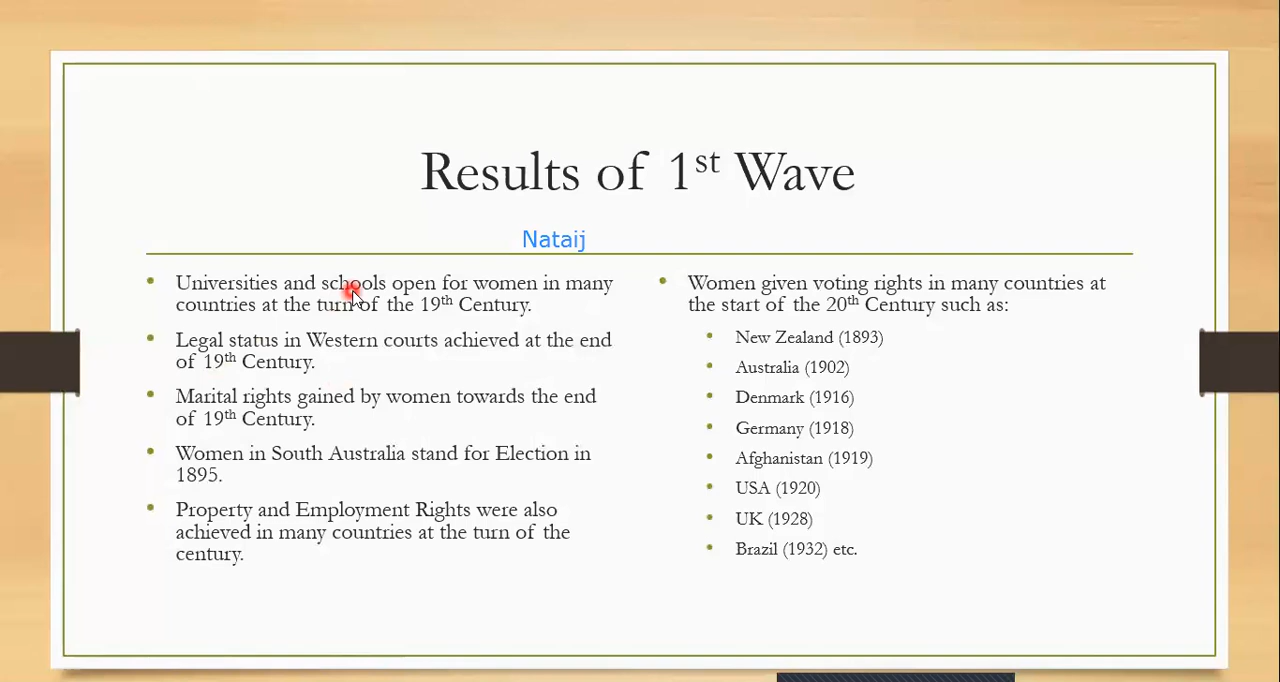 Results of 1st Wave
Nataij
• Universities and schools open for women in many
countries at the turn of the 19th Century.
• Legal status in Western courts achieved at the end
of 19th Century.
• Marital rights gained by women towards the end
of 19th Century.
• Women in South Australia stand for Election in
1895.
• Property and Employment Rights were also
achieved in many countries at the turn of the
century.
• Women given voting rights in many countries at
the start of the 20th Century such as:
• New Zealand (1893)
• Australia (1902)
• Denmark (1916)
• Germany (1918)
• Afghanistan (1919)
• USA (1920)
• UK (1928)
• Brazil (1932) etc.